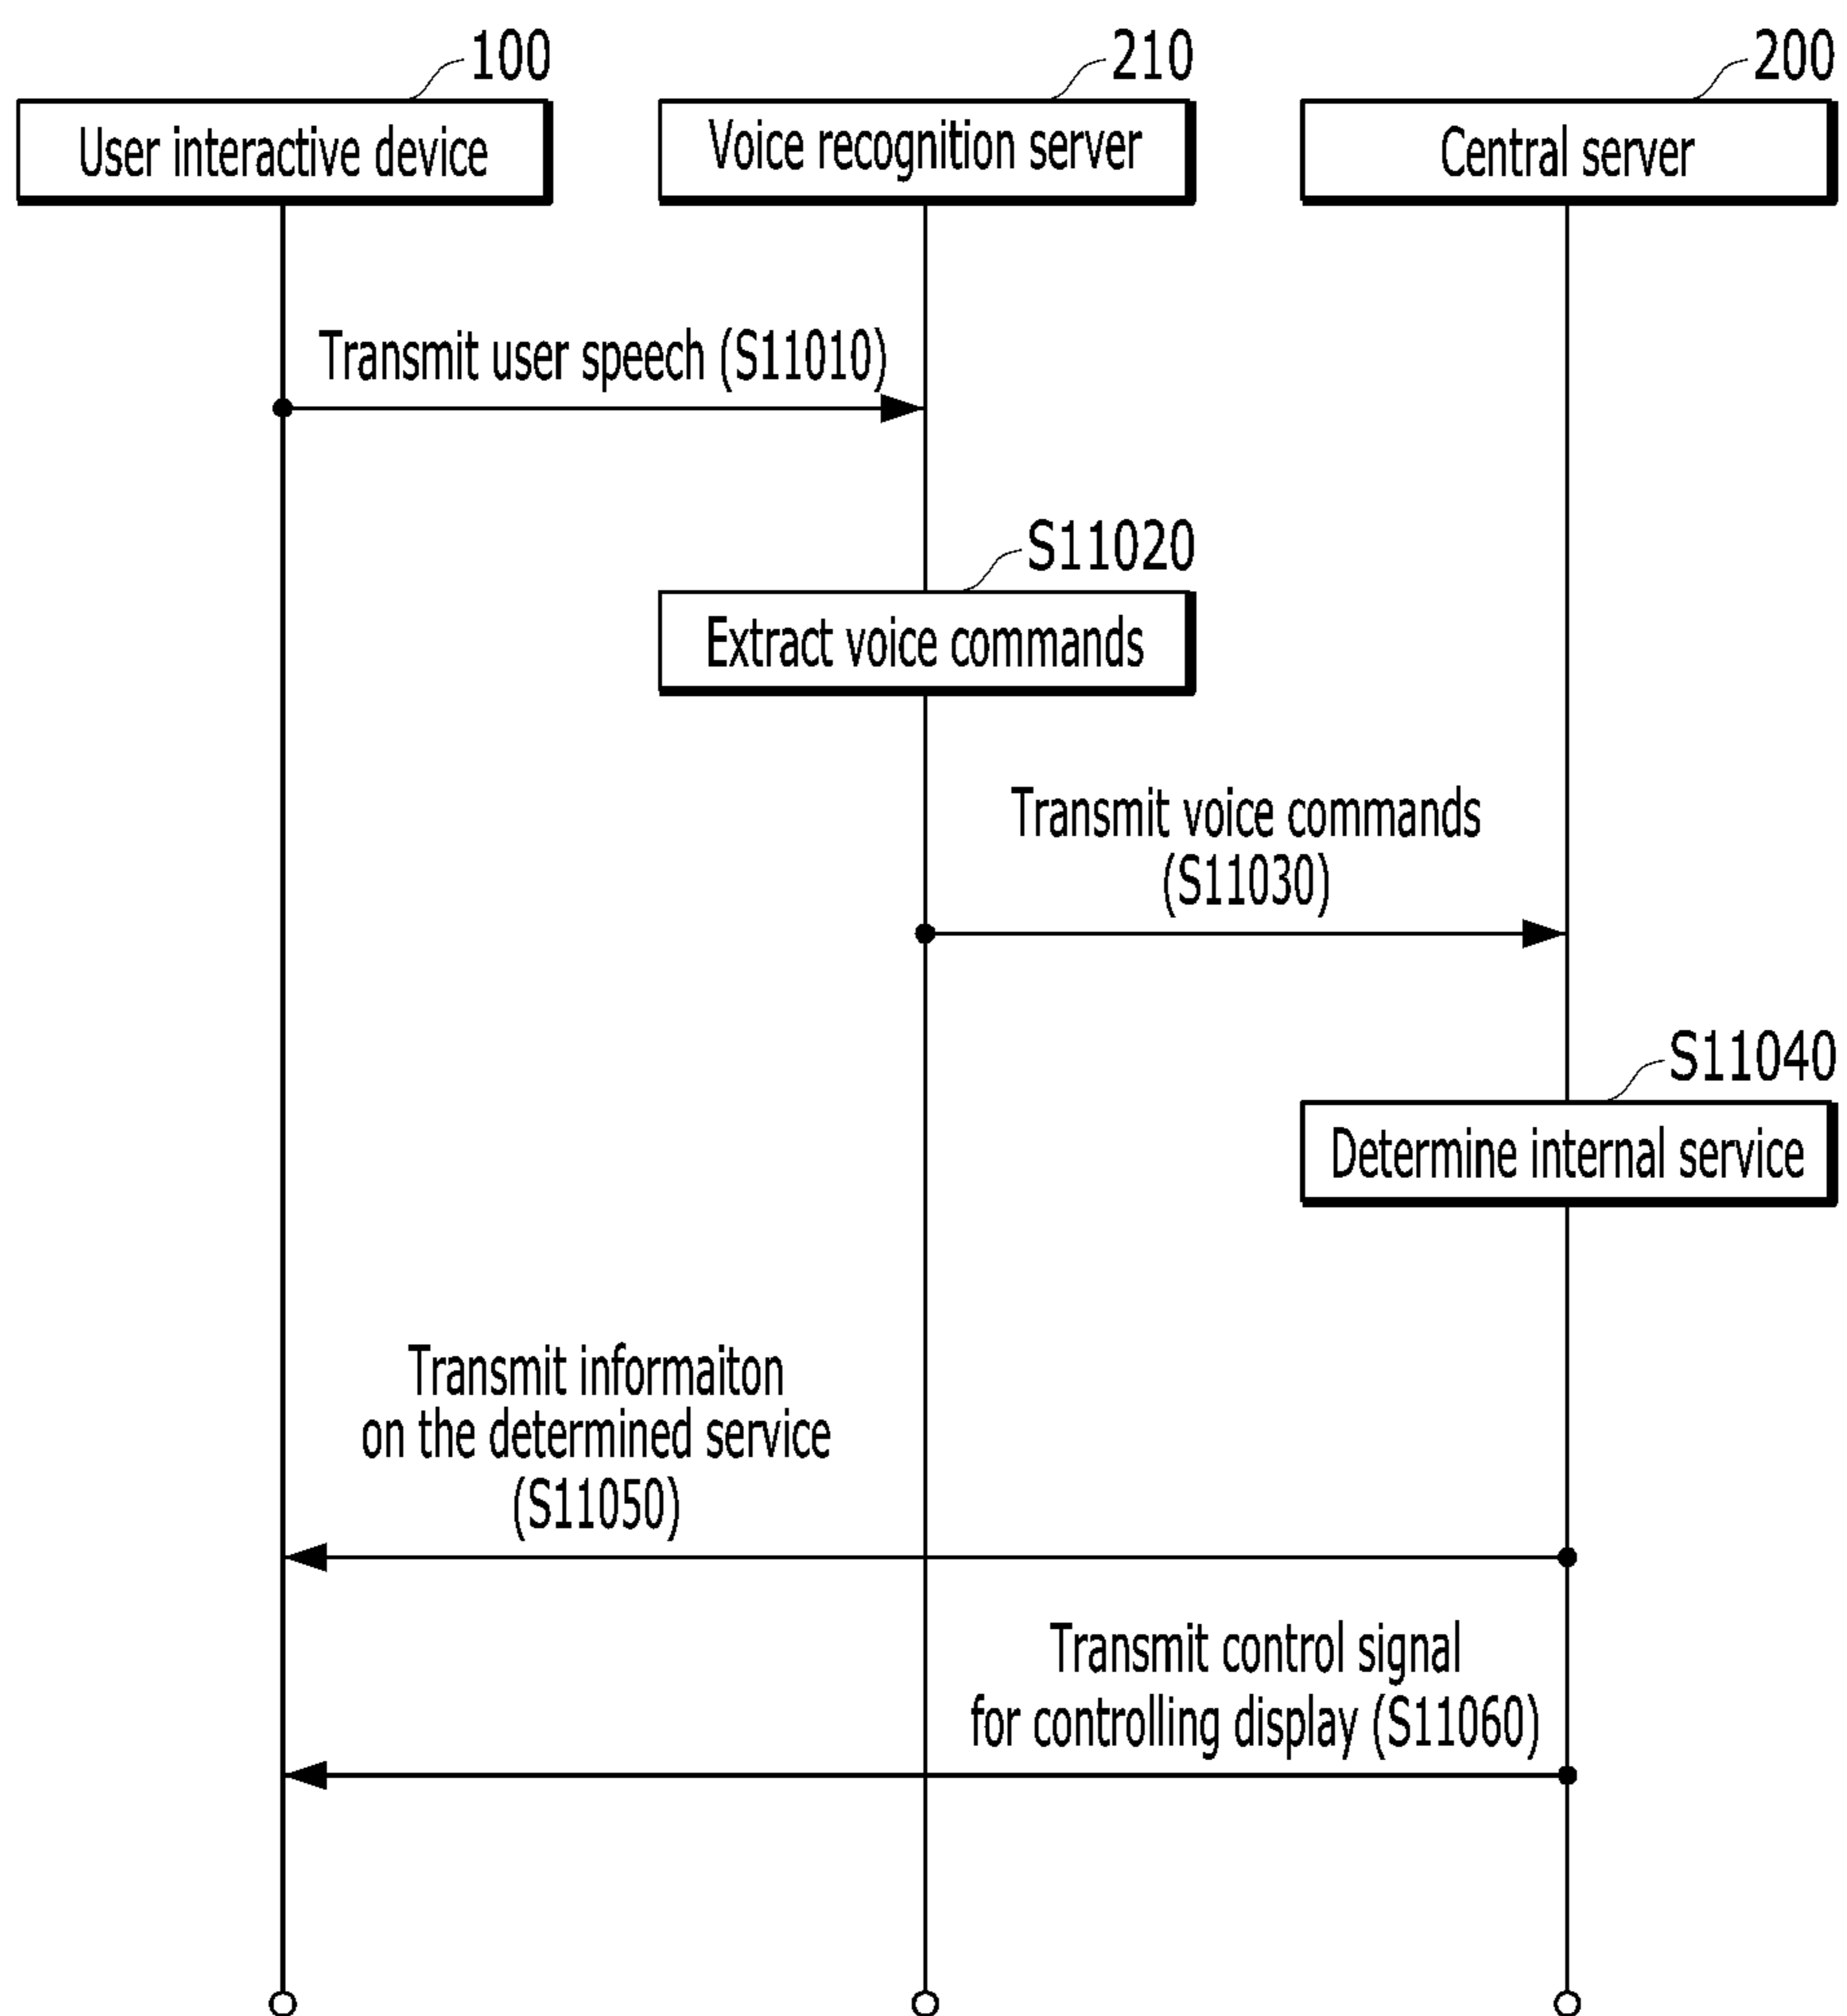 100
210
200
User interactive device
Voice recognition server
Central server
Transmit user speech (S11010)
S11020
Extract voice commands
Transmit voice commands
(S11030)
S11040
Determine internal service
Transmit informaiton
on the determined service
(S11050)
Transmit control signal
for controlling display (S11060)